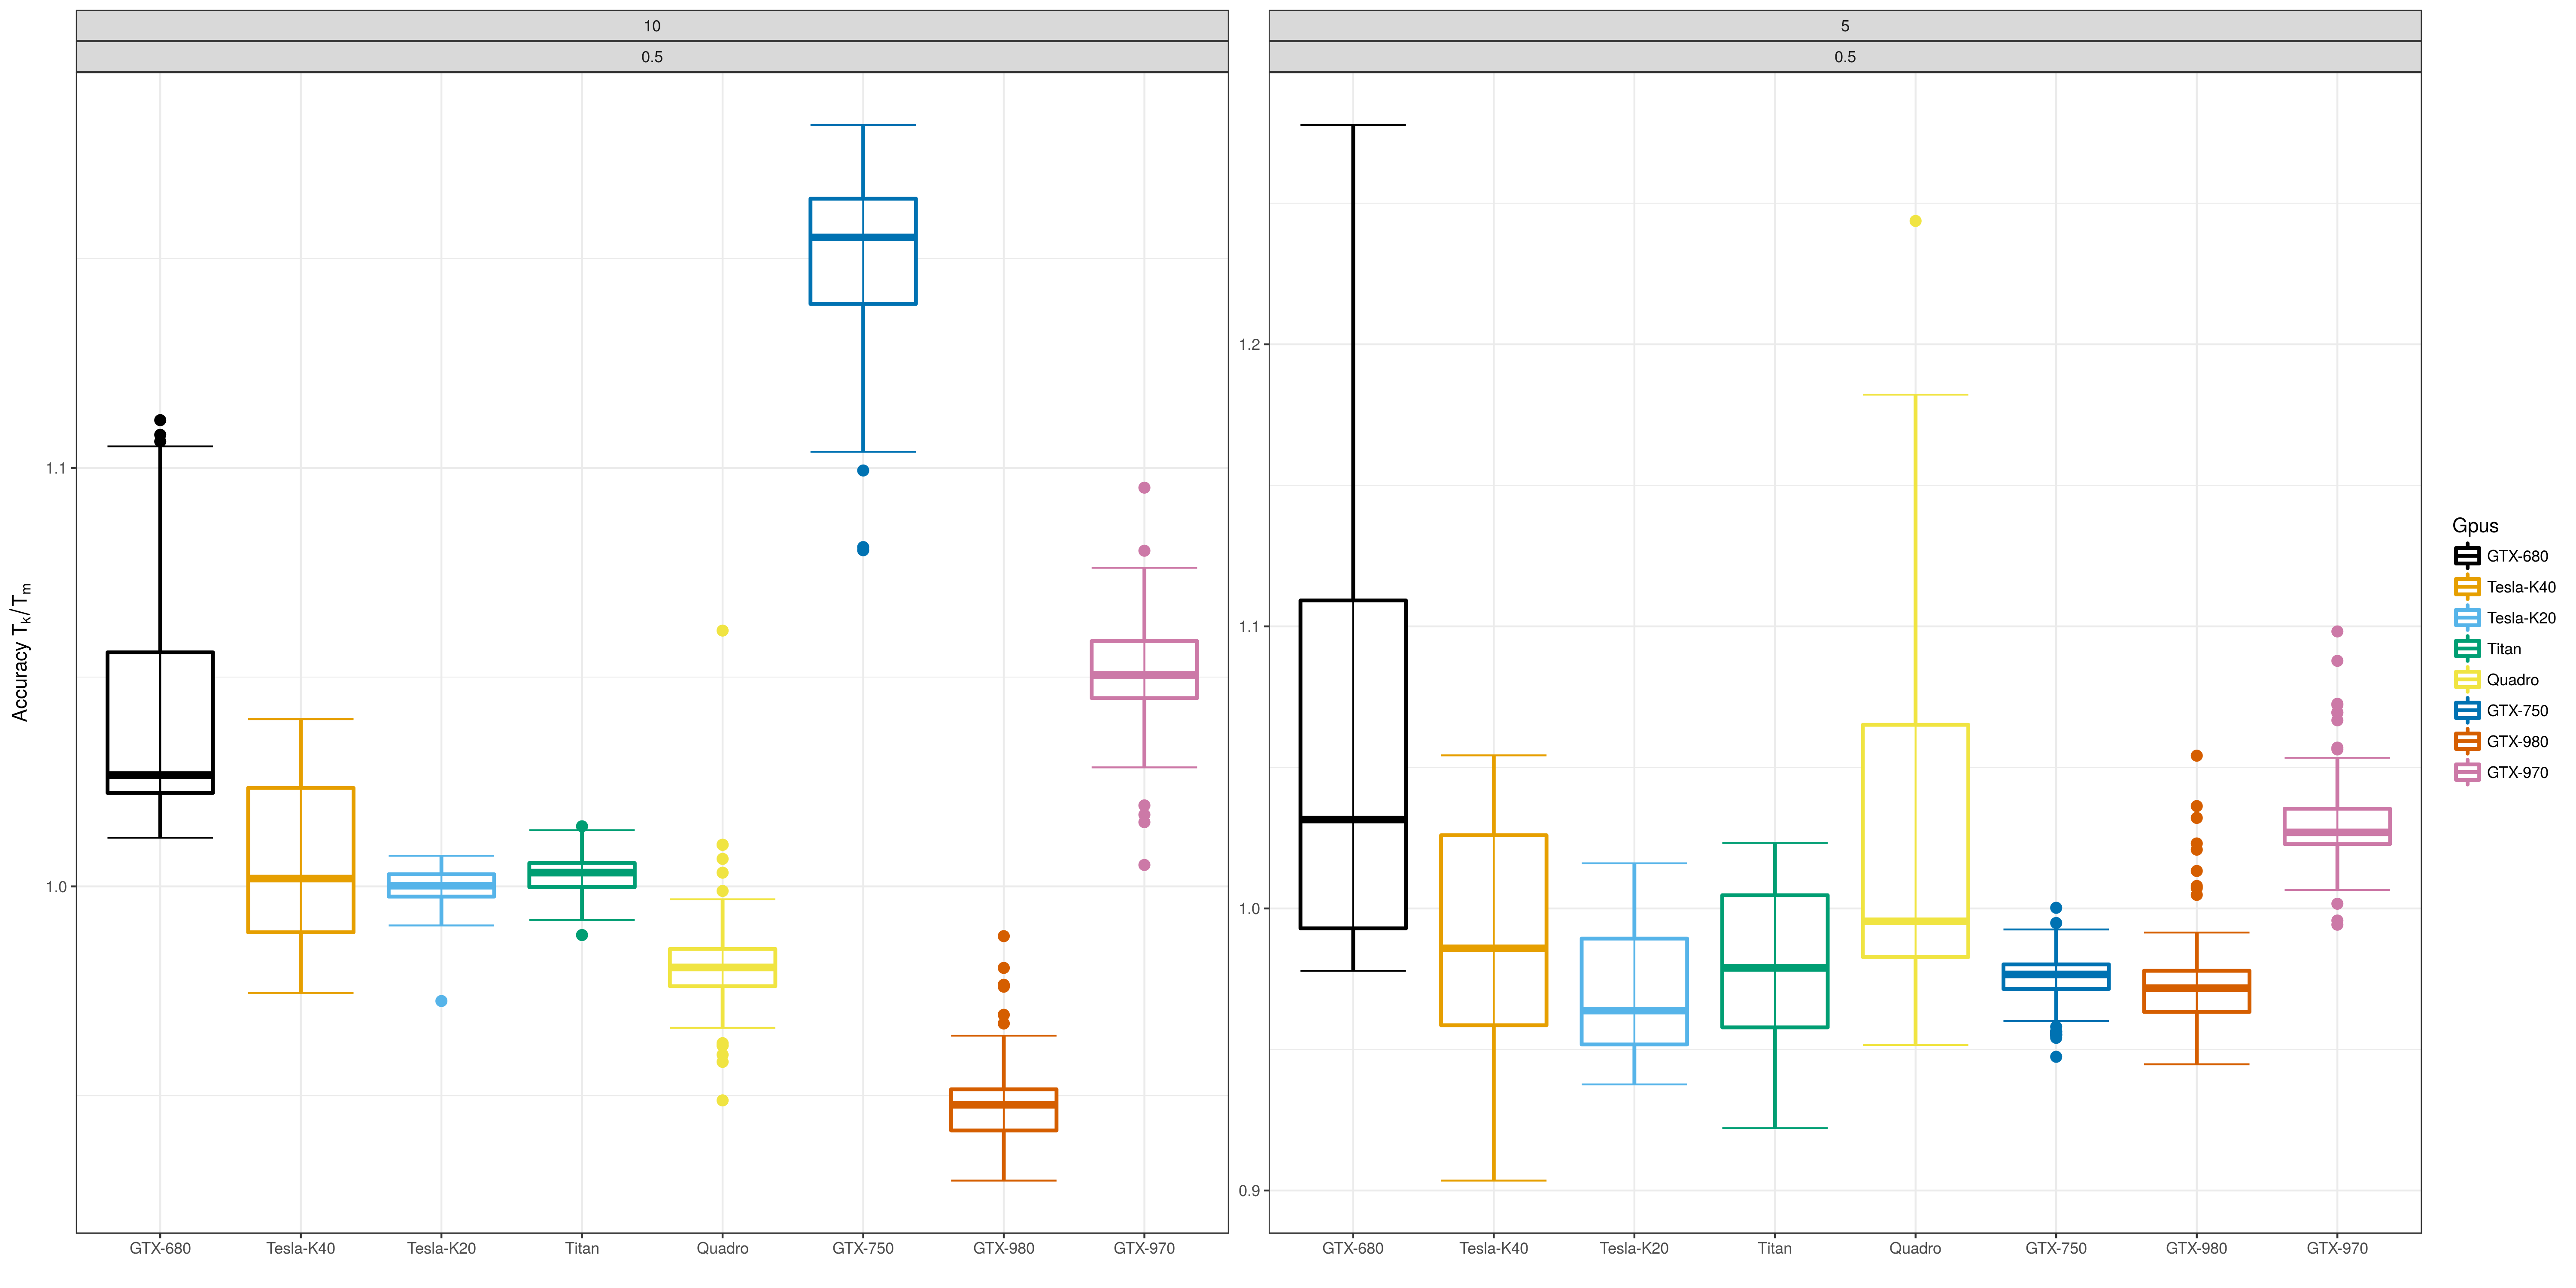 10
0.5
5
0.5
Accuracy Tk/Tm
1.1
1.0
1.2
1.1
1.0
0.9
GTX-680 Tesla-K40 Tesla-K20 Titan Quadro GTX-750 GTX-980 GTX-970
GTX-680 Tesla-K40 Tesla-K20 Titan Quadro GTX-750 GTX-980 GTX-970
Gpus
GTX-680
Tesla-K40
Tesla-K20
Titan
Quadro
GTX-750
GTX-980
GTX-970